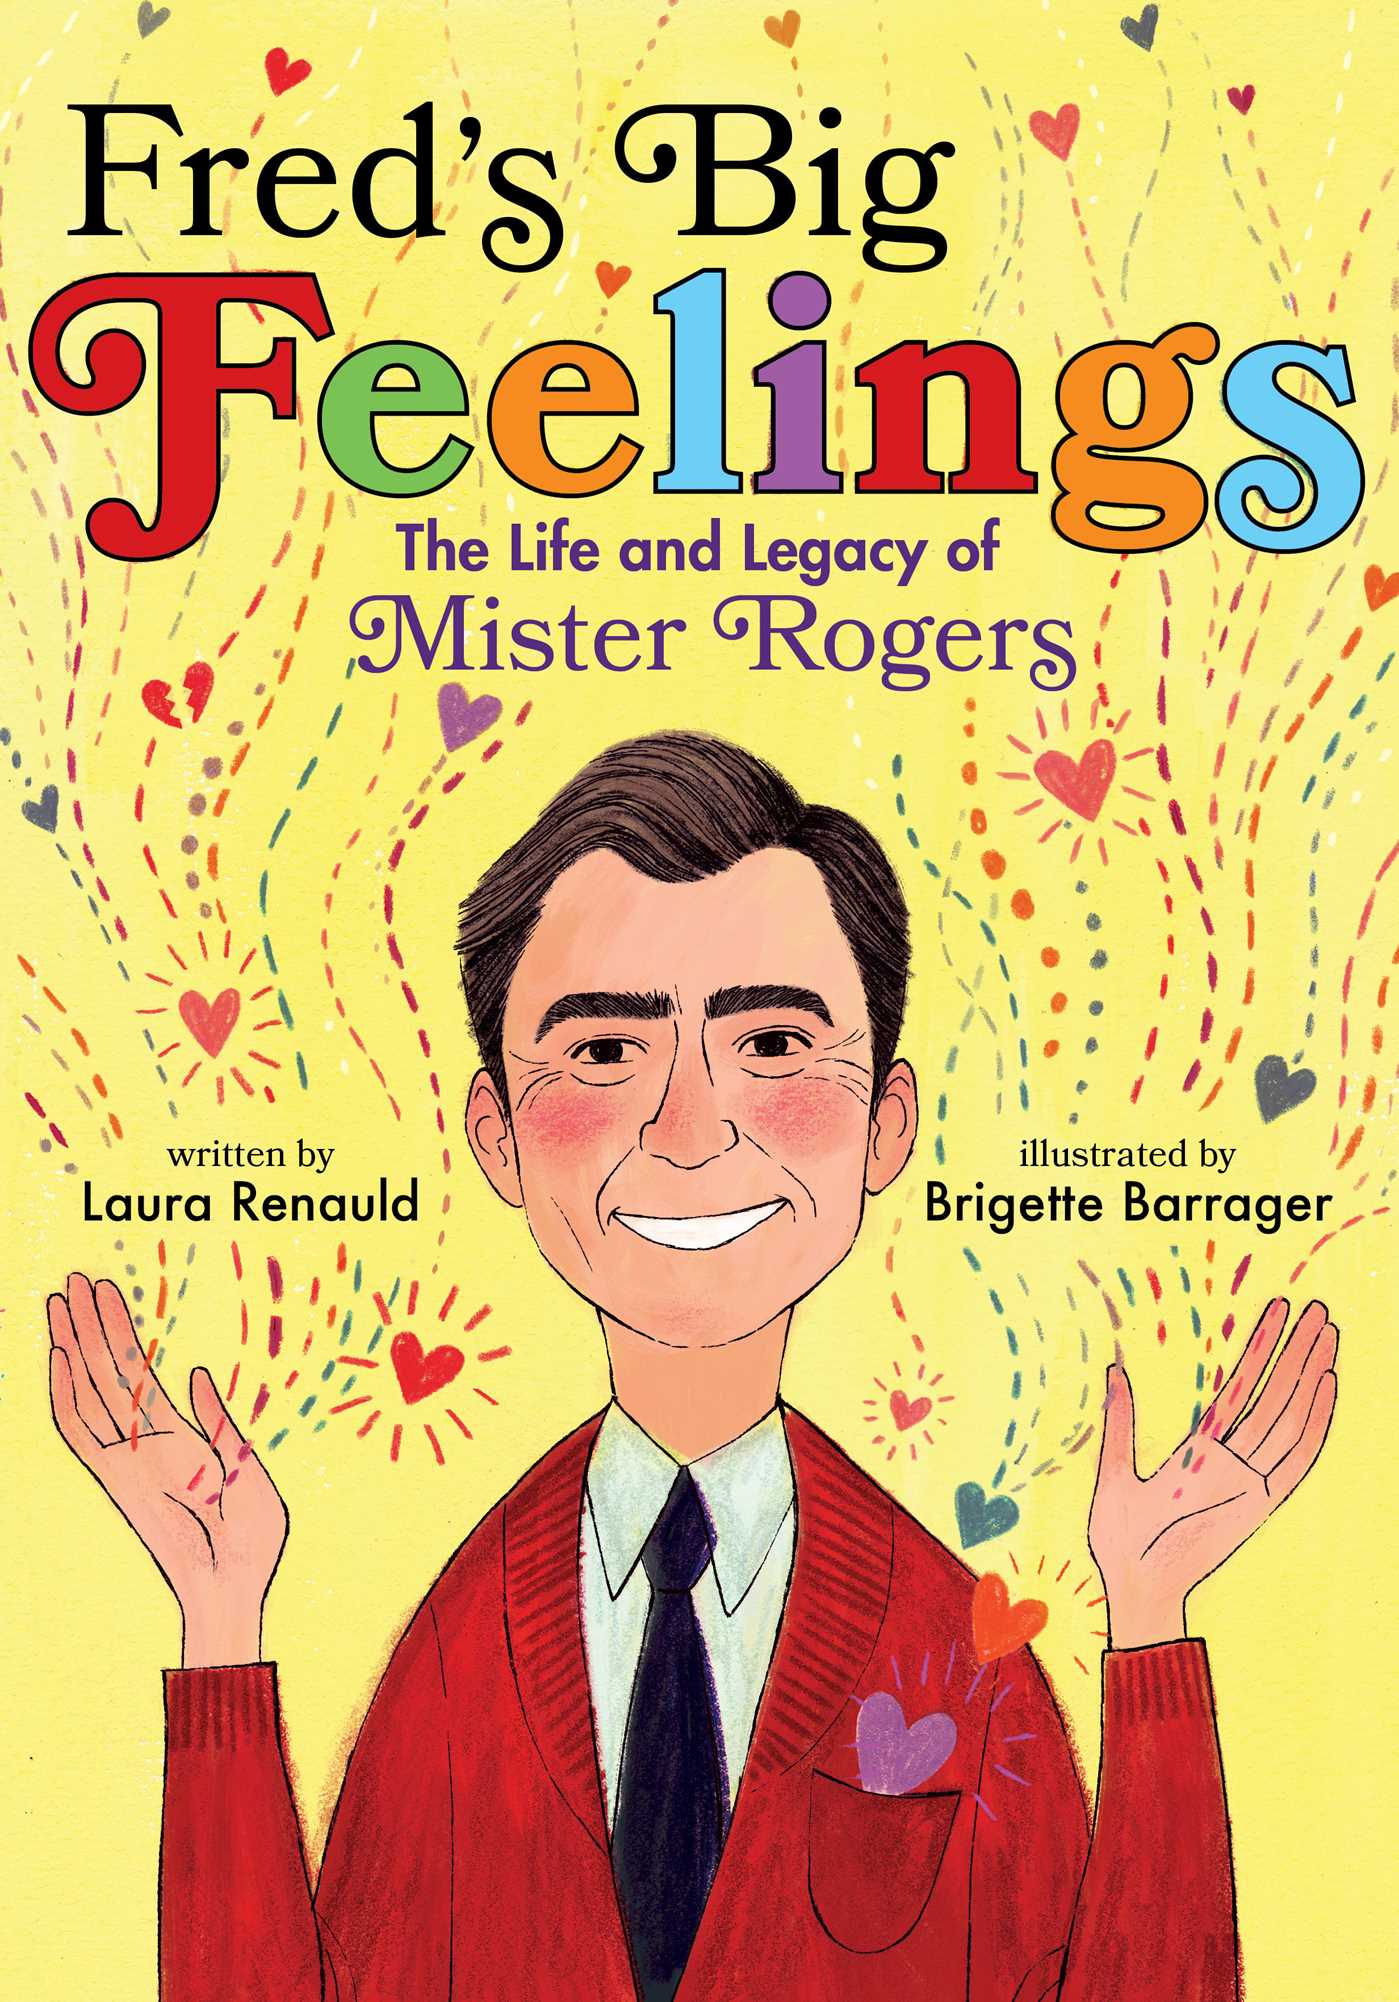 Fred's Big
Feelings
The Life and Legacy of
Mister Rogers
written by
Laura Renauld
illustrated by
Brigette Barrager